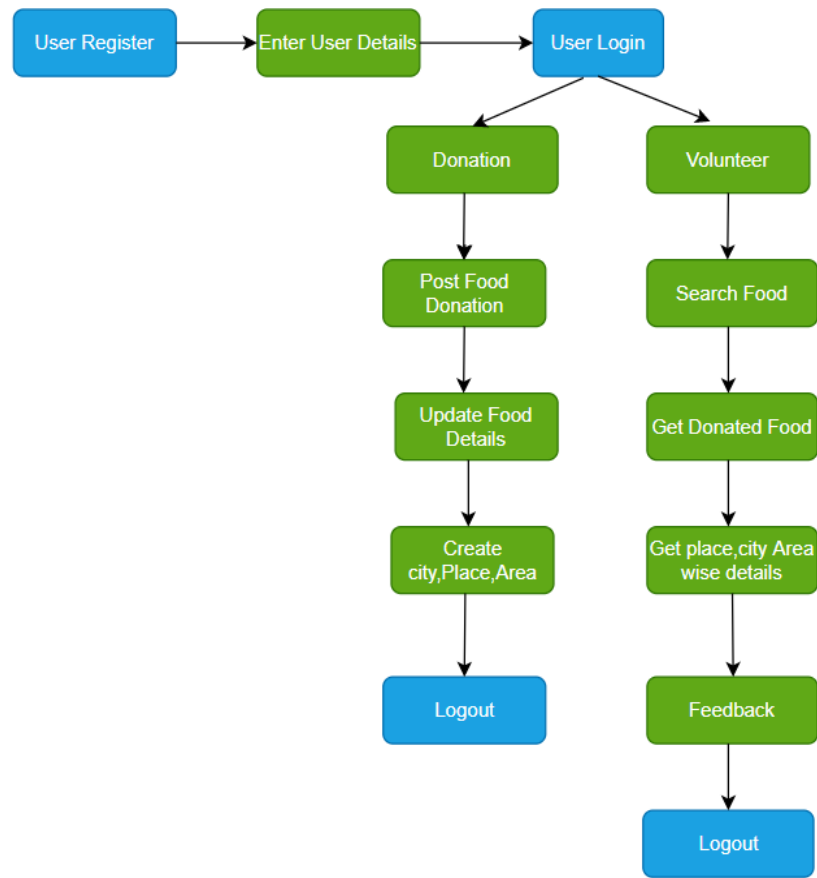 User Register
Enter User Details
User Login
Donation
Volunteer
Post Food
Donation
Search Food
Update Food
Details
Get Donated Food
Create
city,Place,Area
Get place,city Area
wise details
Logout
Feedback
Logout